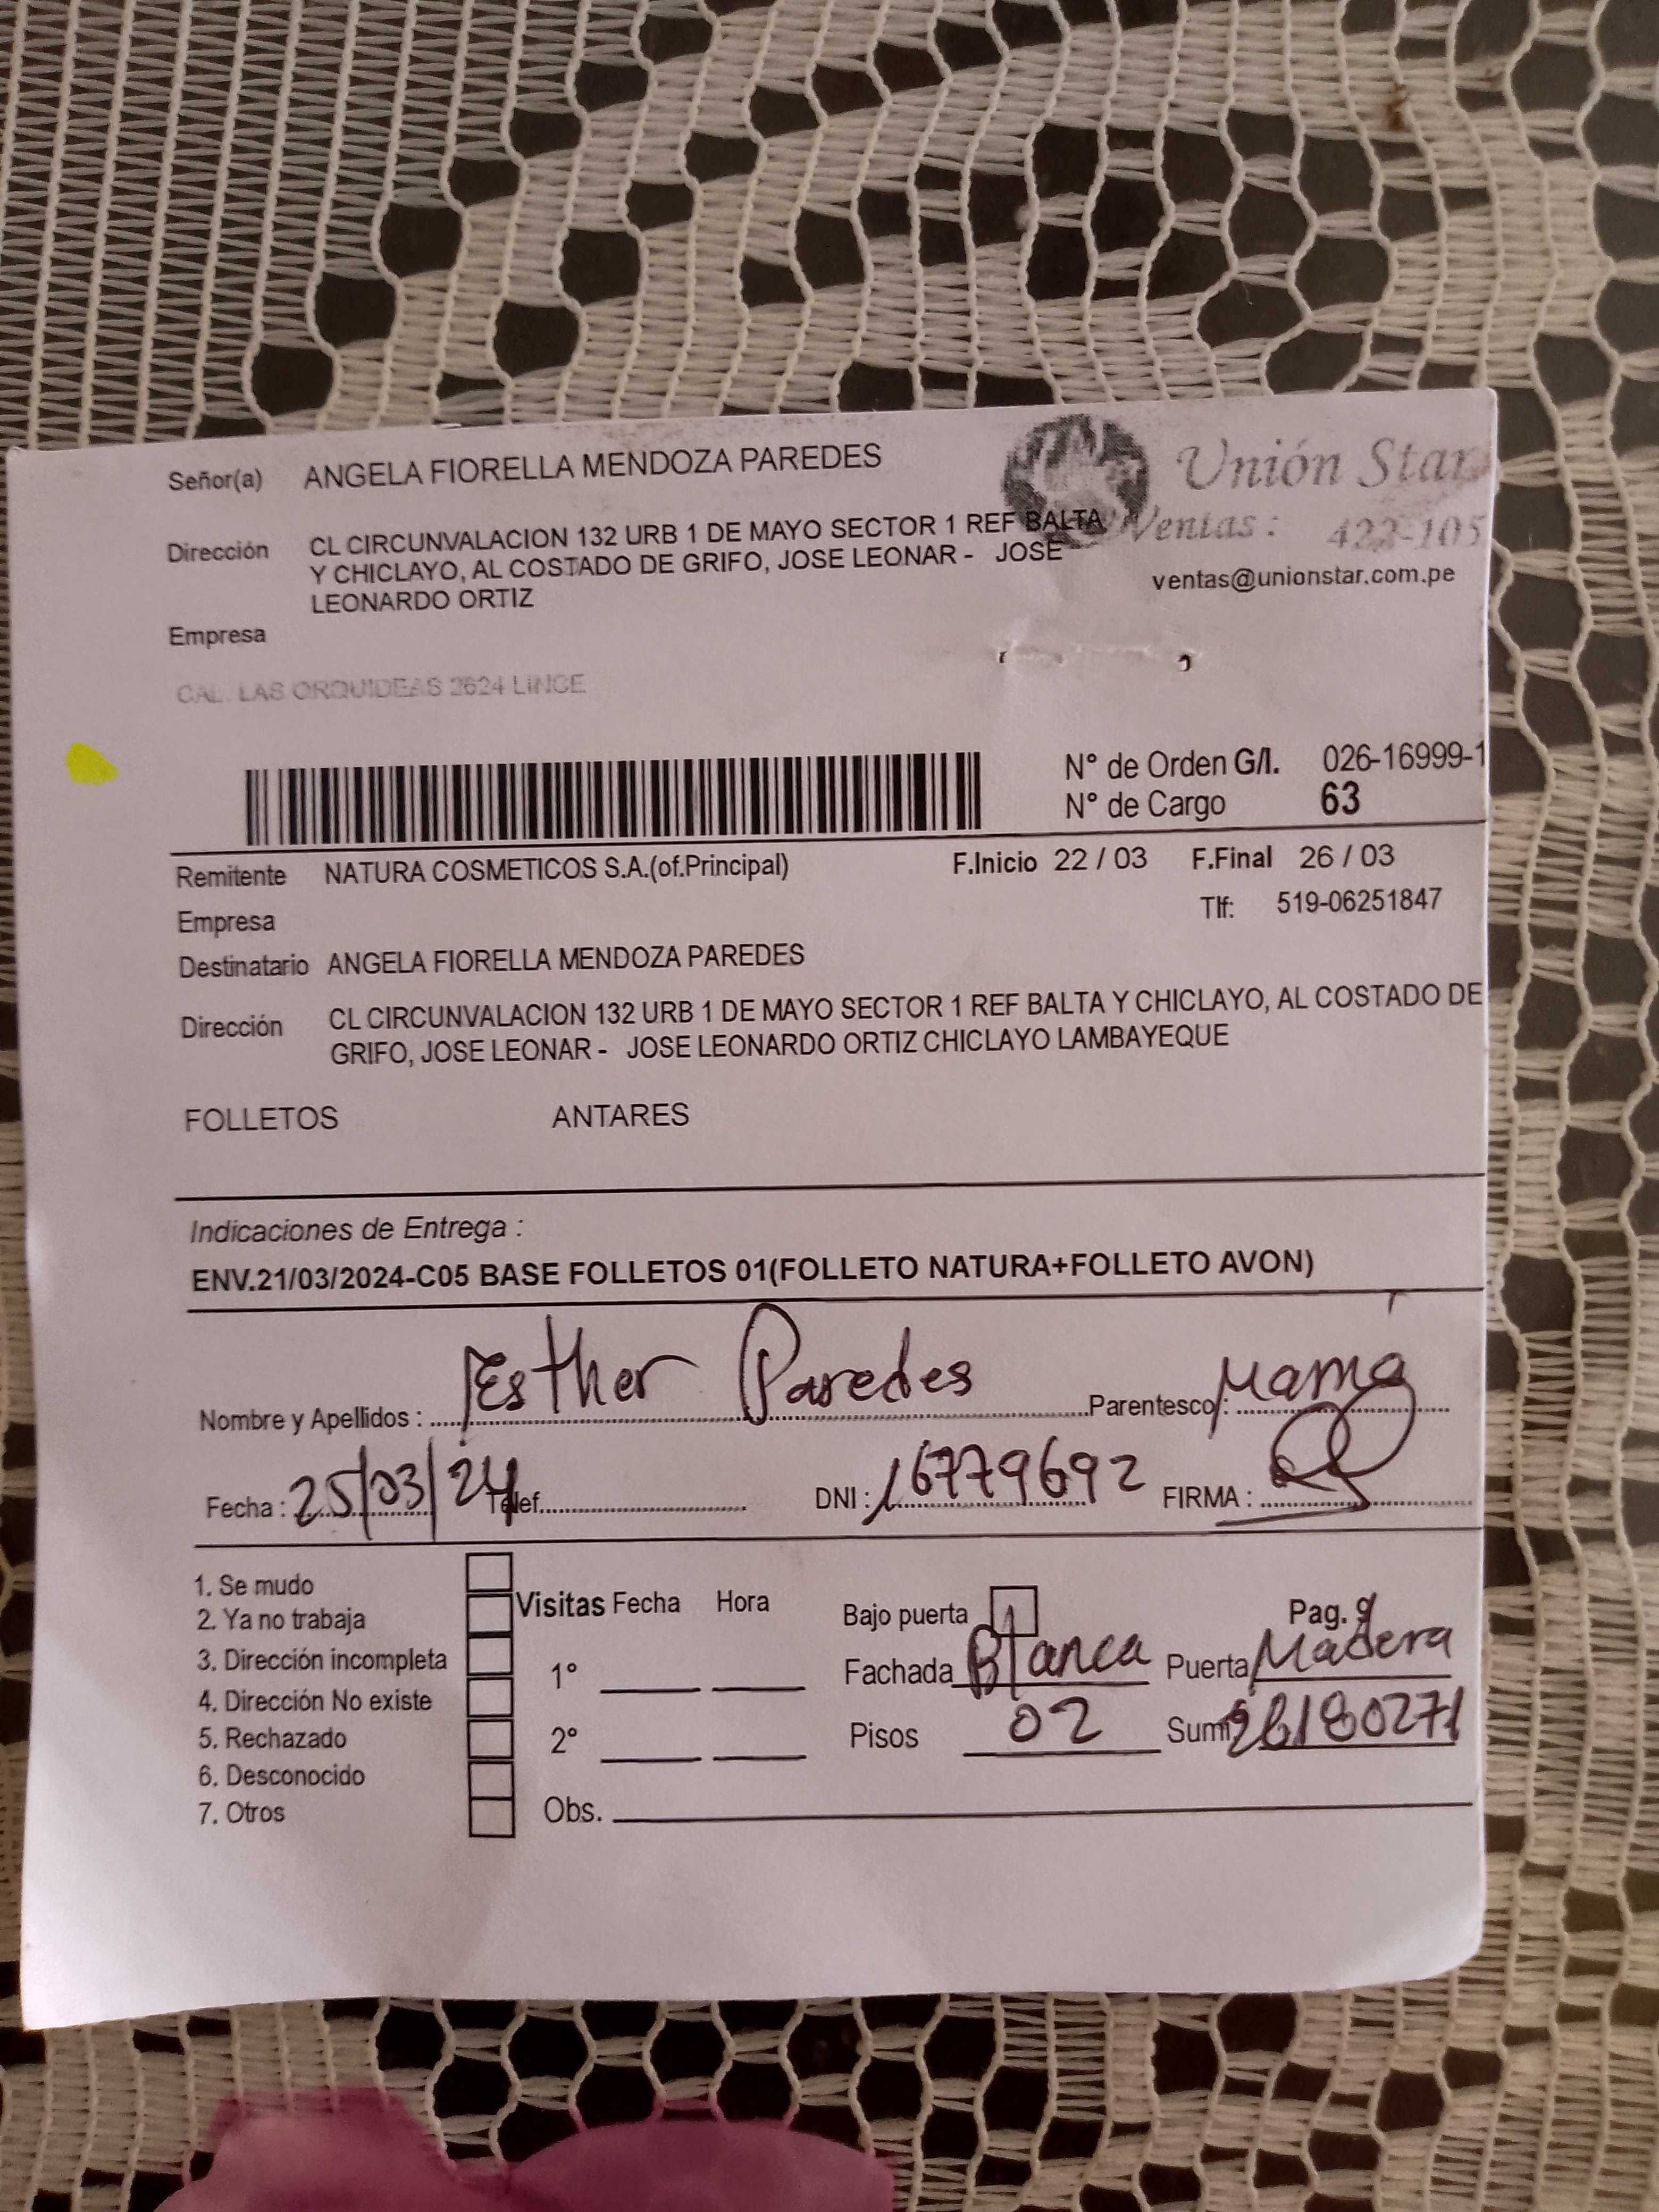 Señor(a) ANGELA FIORELLA MENDOZA PAREDES
Unión Star
Dirección CL CIRCUNVALACION 132 URB 1 DE MAYO SECTOR 1 REF BALTA
Y CHICLAYO, AL COSTADO DE GRIFO, JOSE LEONAR - JOSE
LEONARDO ORTIZ
Ventas : 422-105
ventas@unionstar.com.pe
Empresa
CAL. LAS ORQUIDEAS 2624 LINCE
N° de Orden G/I. 026-16999-1
N° de Cargo 63
Remitente NATURA COSMETICOS S.A.(of.Principal) F.Inicio 22 / 03 F.Final 26 / 03
Empresa Tlf: 519-06251847
Destinatario ANGELA FIORELLA MENDOZA PAREDES
Dirección CL CIRCUNVALACION 132 URB 1 DE MAYO SECTOR 1 REF BALTA Y CHICLAYO, AL COSTADO DE
GRIFO, JOSE LEONAR - JOSE LEONARDO ORTIZ CHICLAYO LAMBAYEQUE
FOLLETOS ANTARES
Indicaciones de Entrega :
ENV.21/03/2024-C05 BASE FOLLETOS 01(FOLLETO NATURA+FOLLETO AVON)
Nombre y Apellidos : Esther Paredes Parentesco : Mamá
Fecha : 25/03/24 Telef. DNI : 16779692 FIRMA :
1. Se mudo
2. Ya no trabaja
3. Dirección incompleta
4. Dirección No existe
5. Rechazado
6. Desconocido
7. Otros
Visitas Fecha Hora
1°
2°
Obs.
Bajo puerta Pag. 9
Fachada Blanca Puerta Madera
Pisos 02 Sumi 26180271